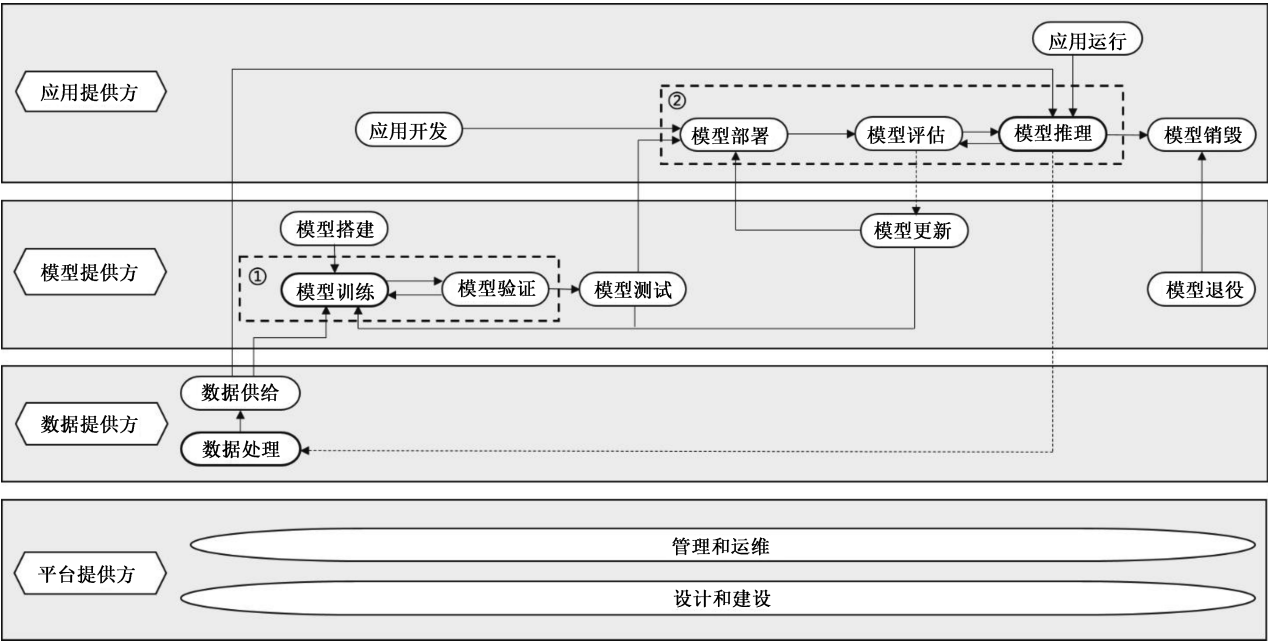 应用提供方
应用运行
②
应用开发
模型部署
模型评估
模型推理
模型销毁
模型提供方
模型搭建
模型更新
①
模型训练
模型验证
模型测试
模型退役
数据提供方
数据供给
数据处理
平台提供方
管理和运维
设计和建设